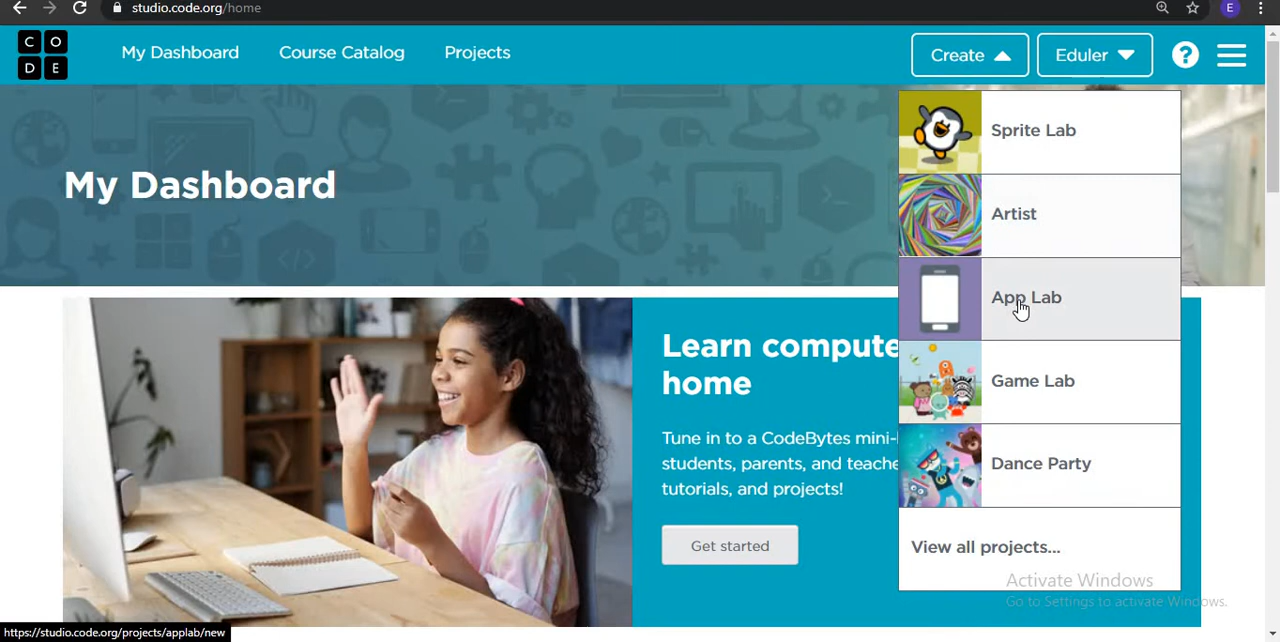 studio.code.org/home
E
C O
D E
My Dashboard
Course Catalog
Projects
Create
Eduler
?
My Dashboard
Sprite Lab
Artist
App Lab
Game Lab
Dance Party
View all projects...
Learn compute
home
Tune in to a CodeBytes mini-
students, parents, and teache
tutorials, and projects!
Get started
Activate Windows
Go to Settings to activate Windows.
https://studio.code.org/projects/applab/new